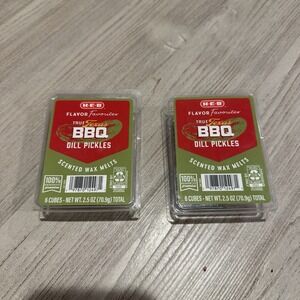 H-E-B
FLAVOR Favorites
TRUE Texas
BBQ
DILL PICKLES
SCENTED WAX MELTS
100%
6 CUBES - NET WT. 2.5 OZ (70.9g) TOTAL
H-E-B
FLAVOR Favorites
TRUE Texas
BBQ
DILL PICKLES
SCENTED WAX MELTS
100%
6 CUBES - NET WT. 2.5 OZ (70.9g) TOTAL